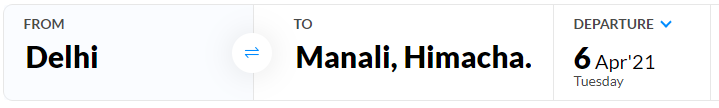 FROM
Delhi
TO
Manali, Himacha.
DEPARTURE
6 Apr'21
Tuesday